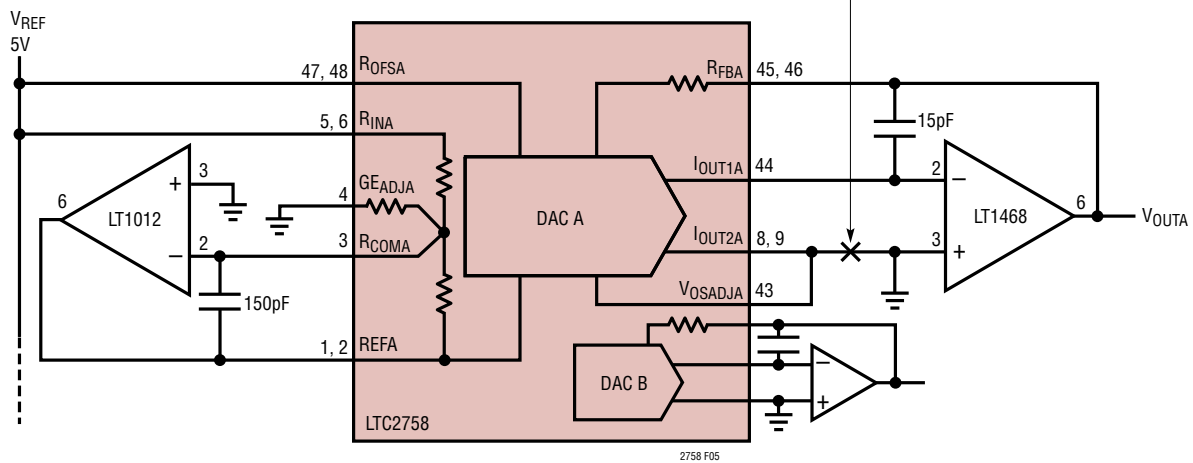 VREF
5V
47, 48
ROFSA
RFBA
45, 46
5, 6
RINA
15pF
GEADJA
4
IOUT1A
44
6
3
+
LT1012
2
−
DAC A
2
−
LT1468
6
VOUTA
3
RCOMA
IOUT2A
8, 9
3
+
150pF
VOSADJA
43
1, 2
REFA
DAC B
−
+
LTC2758
2758 F05